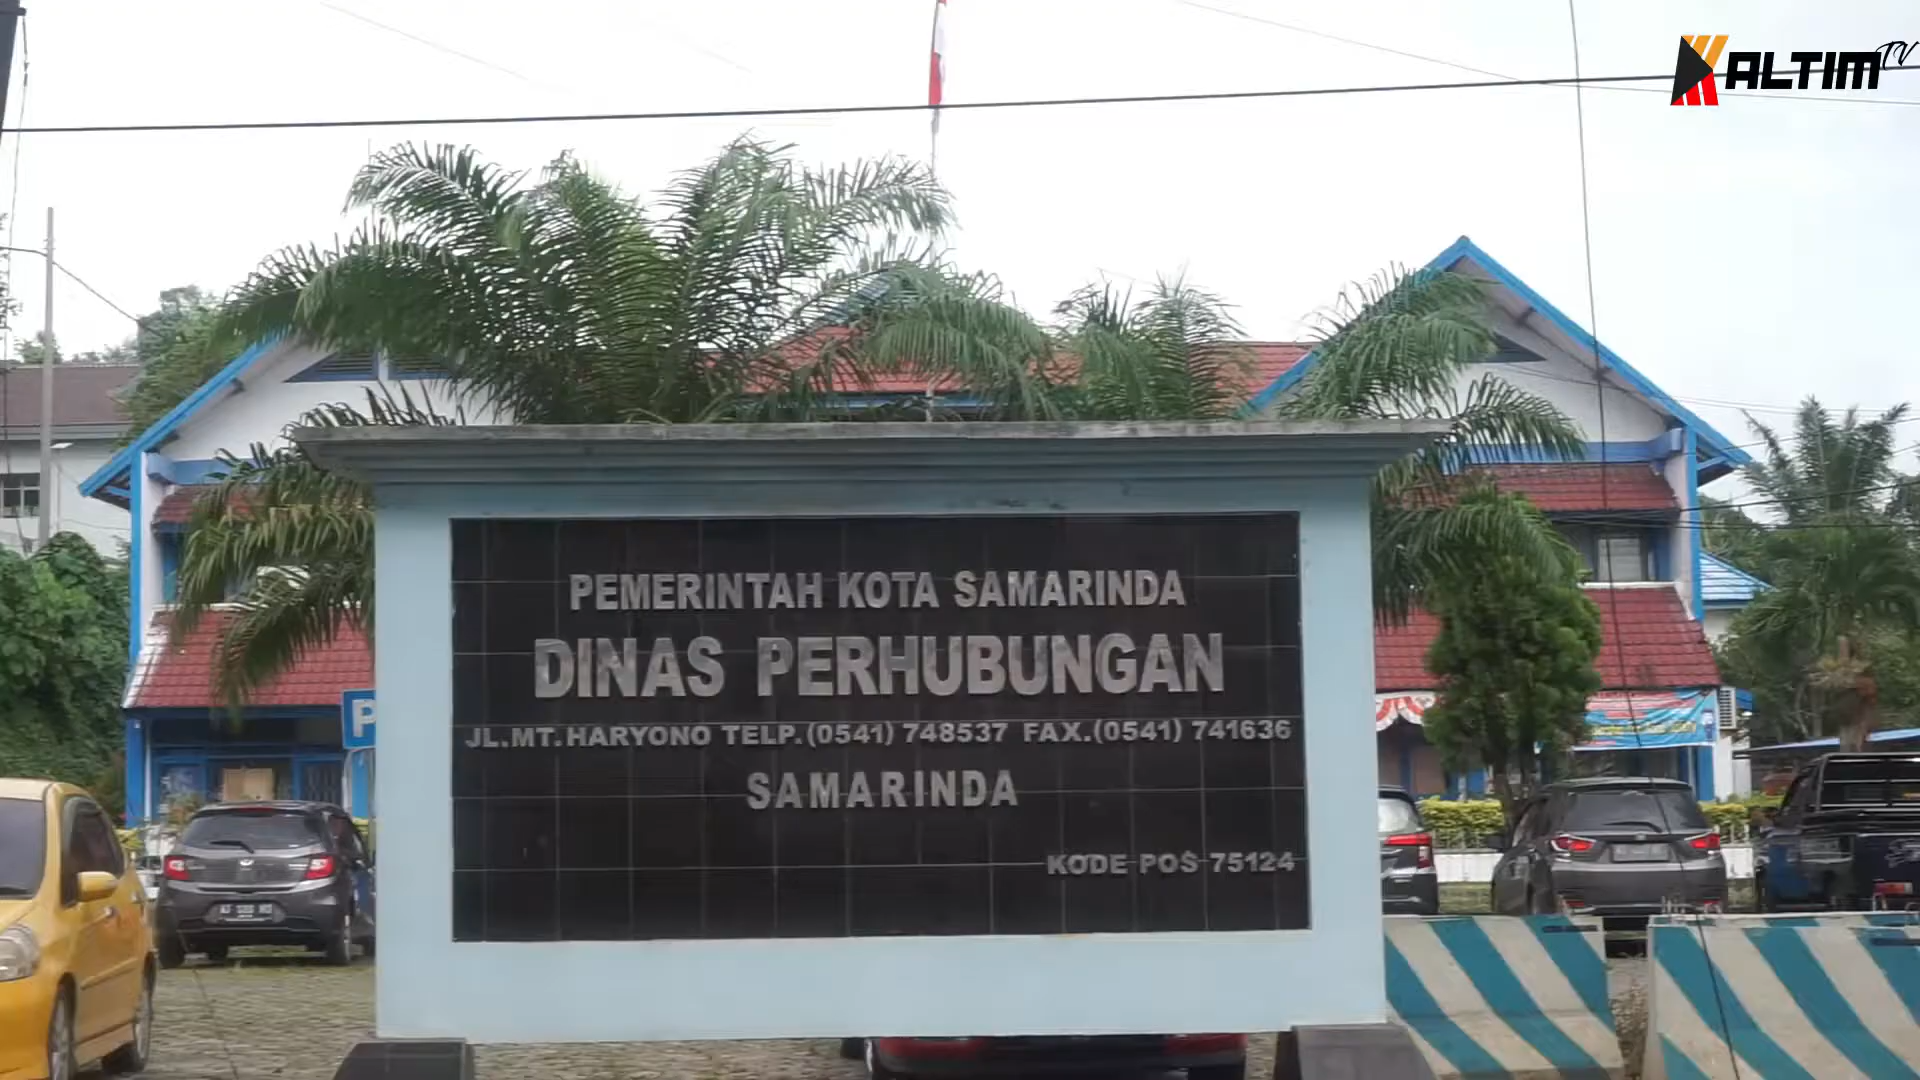 KALTIM TV
PEMERINTAH KOTA SAMARINDA
DINAS PERHUBUNGAN
JL.MT.HARYONO TELP.(0541) 748537 FAX.(0541) 741636
SAMARINDA
KODE POS 75124
P